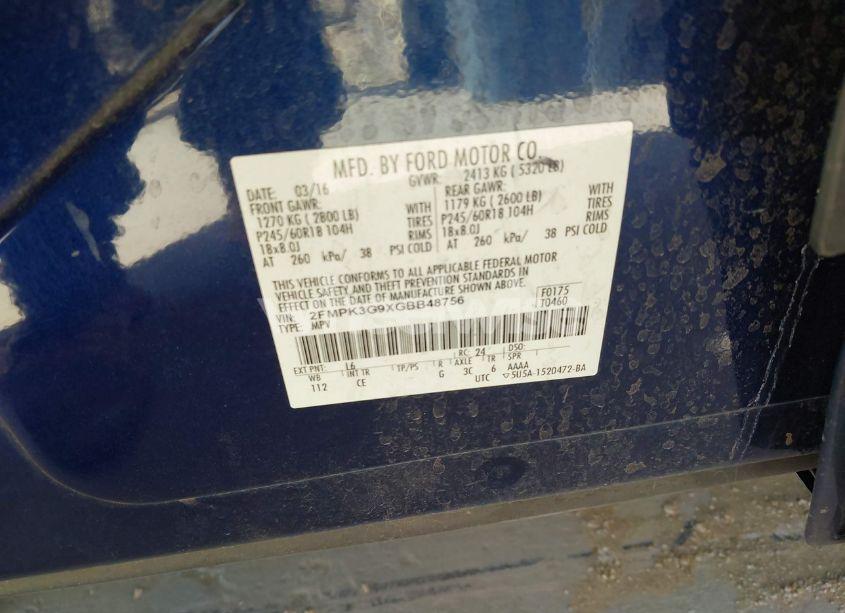 MFD. BY FORD MOTOR CO.
DATE: 03/16 GVWR: 2413 KG ( 5320 LB)
FRONT GAWR: WITH REAR GAWR: WITH
1270 KG ( 2800 LB) TIRES 1179 KG ( 2600 LB) TIRES
P245/60R18 104H RIMS P245/60R18 104H RIMS
18x8.0J 18x8.0J
AT 260 kPa/ 38 PSI COLD AT 260 kPa/ 38 PSI COLD
THIS VEHICLE CONFORMS TO ALL APPLICABLE FEDERAL MOTOR
VEHICLE SAFETY AND THEFT PREVENTION STANDARDS IN
EFFECT ON THE DATE OF MANUFACTURE SHOWN ABOVE. F0175
VIN: 2FMPK3G9XGBB48756 T0460
TYPE: MPV
EXT PNT: L6 RC: 24 DSO:
WB INT TR TP/PS R AXLE TR SPR
112 CE G 3C 6 AAAA
UTC ▽5U5A-1520472-BA